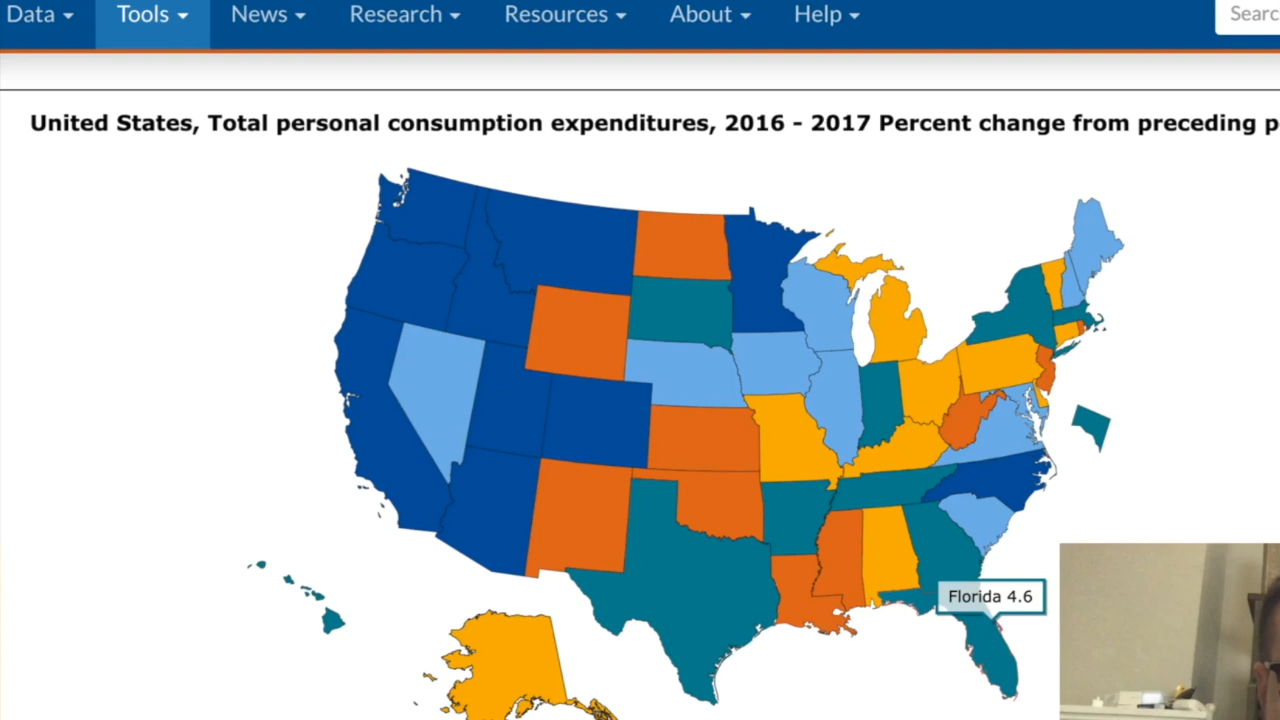 Data Tools News Research Resources About Help Searc
United States, Total personal consumption expenditures, 2016 - 2017 Percent change from preceding p
Florida 4.6